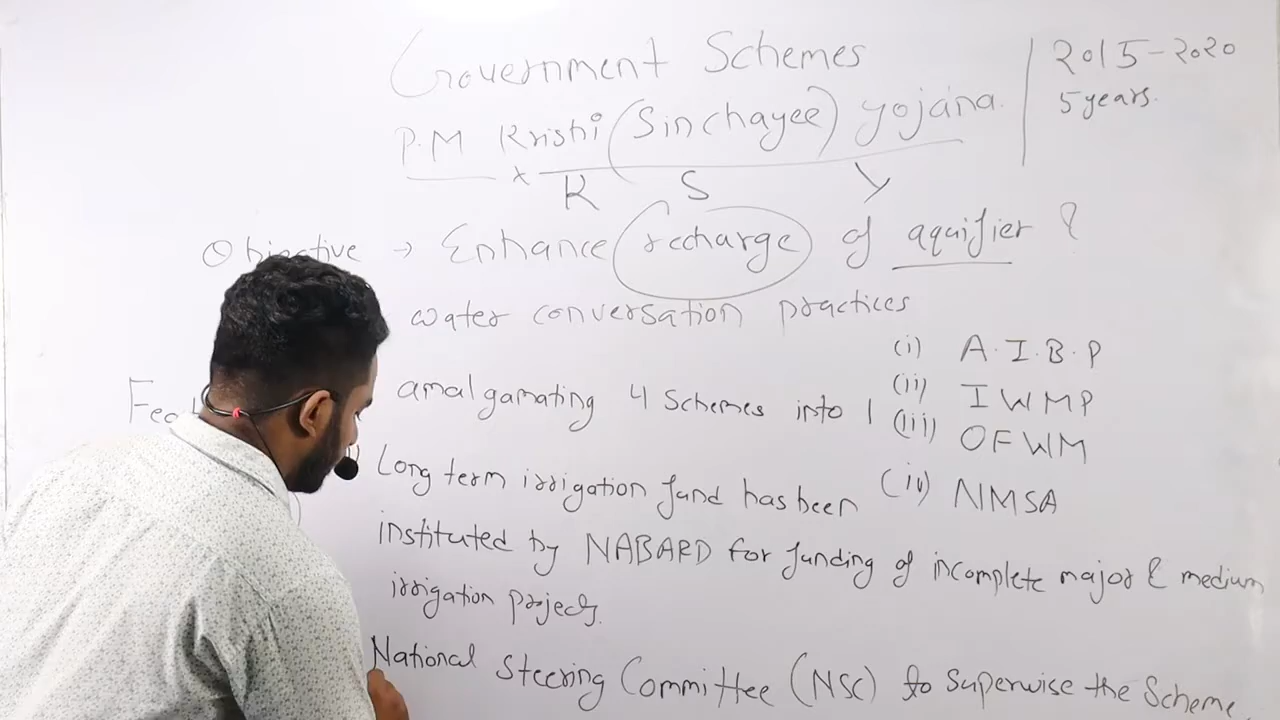 Government Schemes
2015-2020
5 years.
P.M Krishi (Sinchayee) yojana.
x K S Y
Objective → Enhance recharge of aquifier &
water conversation practices
(i) A.I.B.P
amalgamating 4 Schemes into 1
(ii) IWMP
(iii) OFWM
Long term irrigation fund has been
(iv) NMSA
instituted by NABARD for funding of incomplete major & medium
irrigation projects.
National Steering Committee (NSC) to Superwise the Scheme.